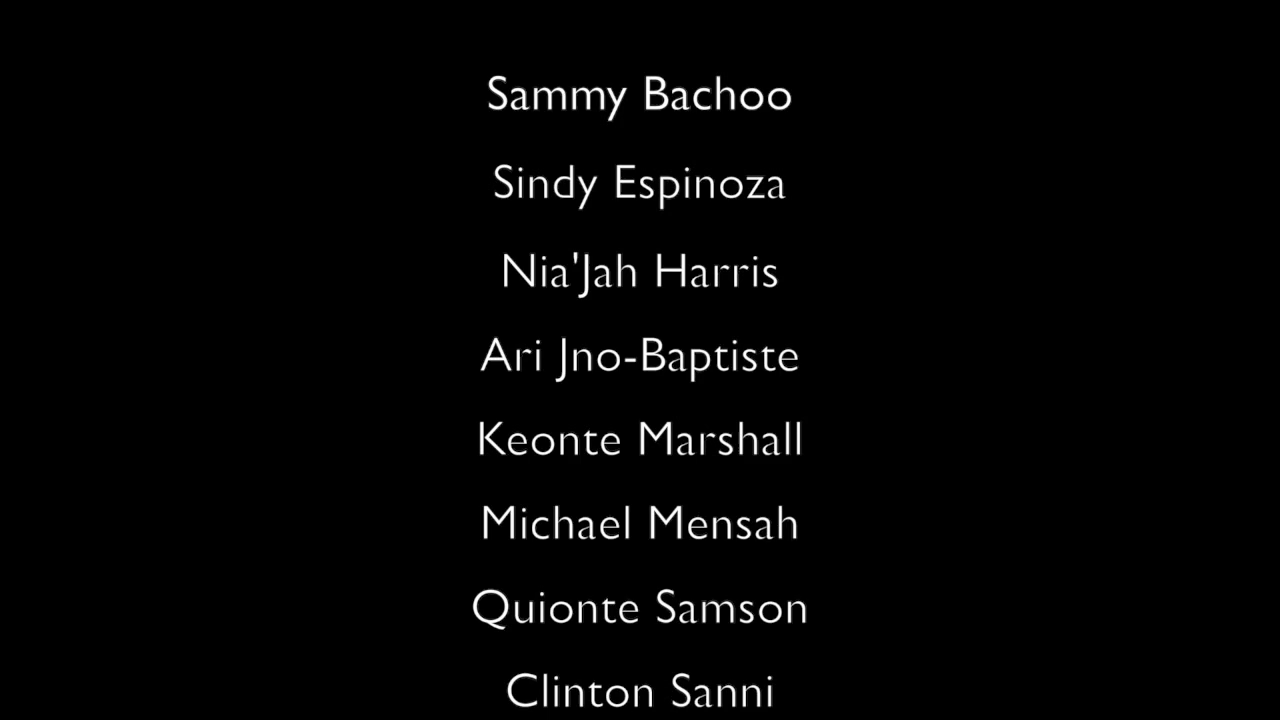 Sammy Bachoo
Sindy Espinoza
Nia'Jah Harris
Ari Jno-Baptiste
Keonte Marshall
Michael Mensah
Quionte Samson
Clinton Sanni